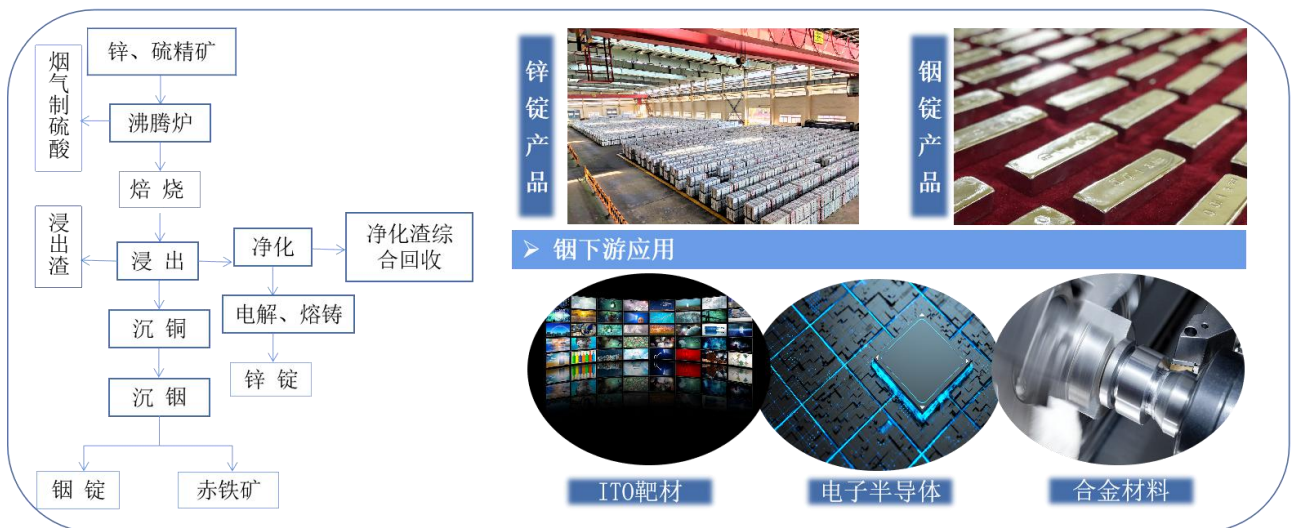 烟气制硫酸
锌、硫精矿
沸腾炉
焙 烧
浸出渣
浸 出
净化
净化渣综
合回收
沉 铜
电解、熔铸
沉 铟
锌 锭
铟 锭
赤铁矿
锌锭产品
铟锭产品
➢ 铟下游应用
ITO靶材
电子半导体
合金材料